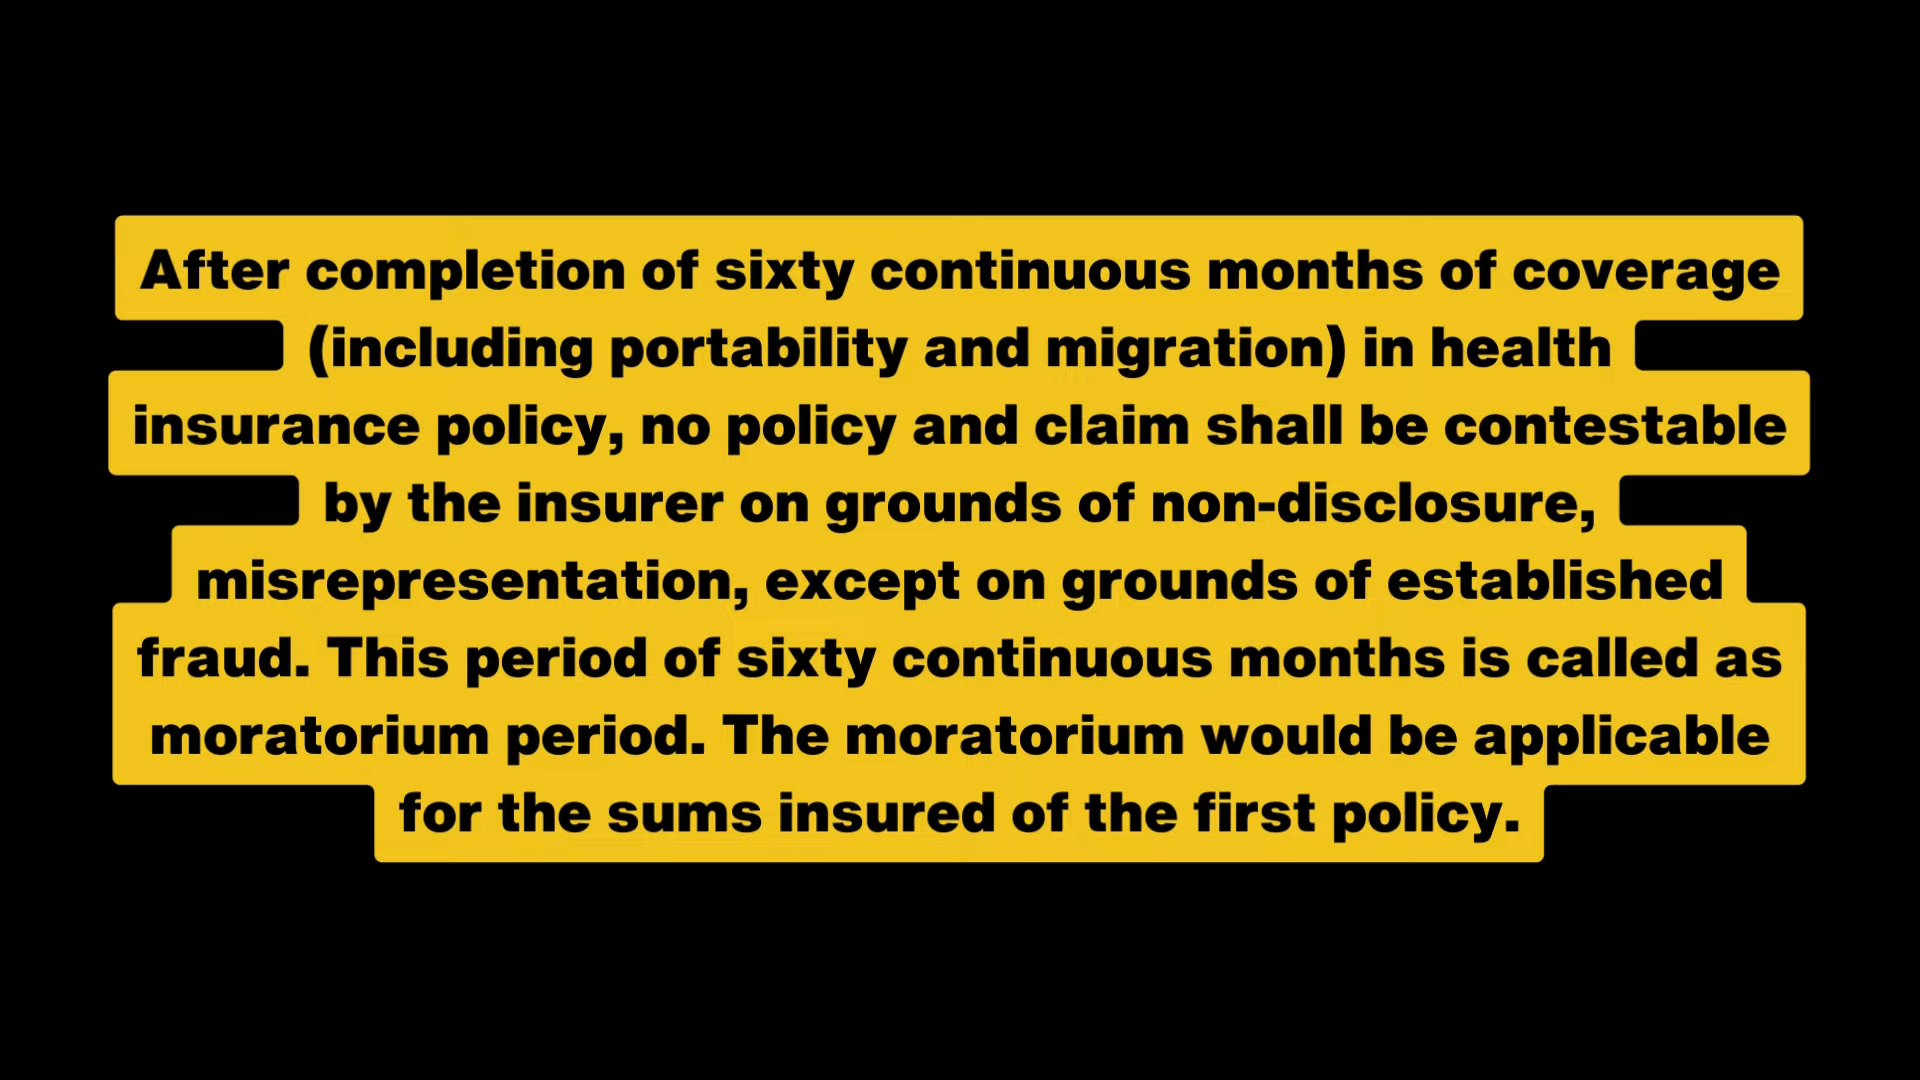 After completion of sixty continuous months of coverage
(including portability and migration) in health
insurance policy, no policy and claim shall be contestable
by the insurer on grounds of non-disclosure,
misrepresentation, except on grounds of established
fraud. This period of sixty continuous months is called as
moratorium period. The moratorium would be applicable
for the sums insured of the first policy.